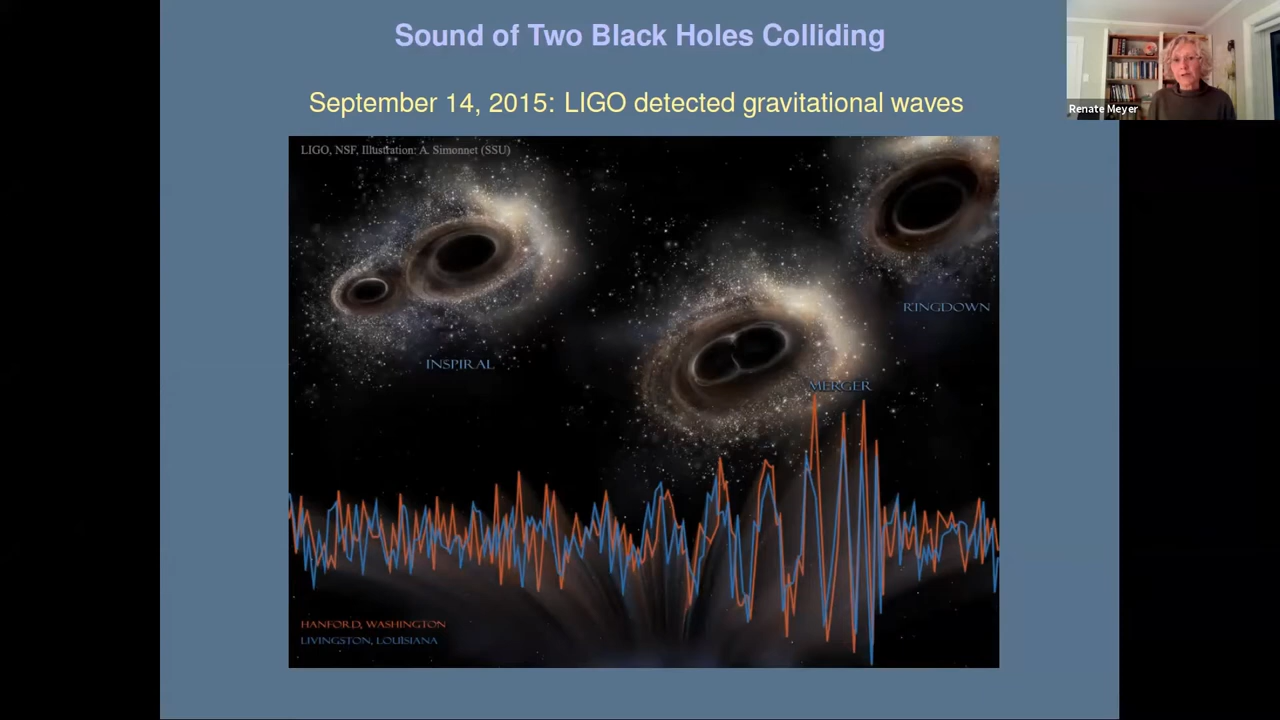 Sound of Two Black Holes Colliding
September 14, 2015: LIGO detected gravitational waves
Renate Meyer
LIGO, NSF, Illustration: A. Simonnet (SSU)
RINGDOWN
INSPIRAL
MERGER
HANFORD, WASHINGTON
LIVINGSTON, LOUISIANA